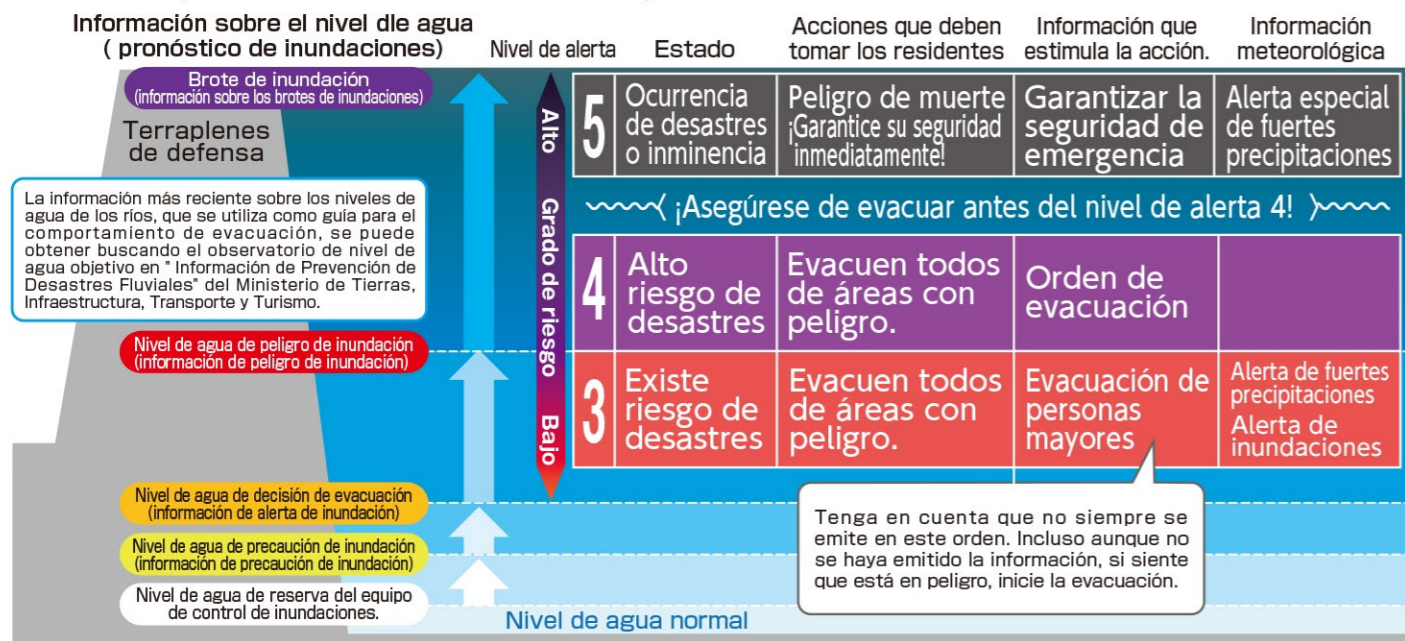 Información sobre el nivel dle agua
( pronóstico de inundaciones)
Nivel de alerta
Estado
Acciones que deben
tomar los residentes
Información que
estimula la acción.
Información
meteorológica
Brote de inundación
(información sobre los brotes de inundaciones)
Terraplenes
de defensa
La información más reciente sobre los niveles de
agua de los ríos, que se utiliza como guía para el
comportamiento de evacuación, se puede
obtener buscando el observatorio de nivel de
agua objetivo en " Información de Prevención de
Desastres Fluviales" del Ministerio de Tierras,
Infraestructura, Transporte y Turismo.
Nivel de agua de peligro de inundación
(información de peligro de inundación)
Nivel de agua de decisión de evacuación
(información de alerta de inundación)
Nivel de agua de precaución de inundación
(información de precaución de inundación)
Nivel de agua de reserva del equipo
de control de inundaciones.
Nivel de agua normal
Alto
Grado de riesgo
Bajo
5
Ocurrencia
de desastres
o inminencia
Peligro de muerte
¡Garantice su seguridad
inmediatamente!
Garantizar la
seguridad de
emergencia
Alerta especial
de fuertes
precipitaciones
¡Asegúrese de evacuar antes del nivel de alerta 4!
4
Alto
riesgo de
desastres
Evacuen todos
de áreas con
peligro.
Orden de
evacuación
3
Existe
riesgo de
desastres
Evacuen todos
de áreas con
peligro.
Evacuación de
personas
mayores
Alerta de fuertes
precipitaciones
Alerta de
inundaciones
Tenga en cuenta que no siempre se
emite en este orden. Incluso aunque no
se haya emitido la información, si siente
que está en peligro, inicie la evacuación.